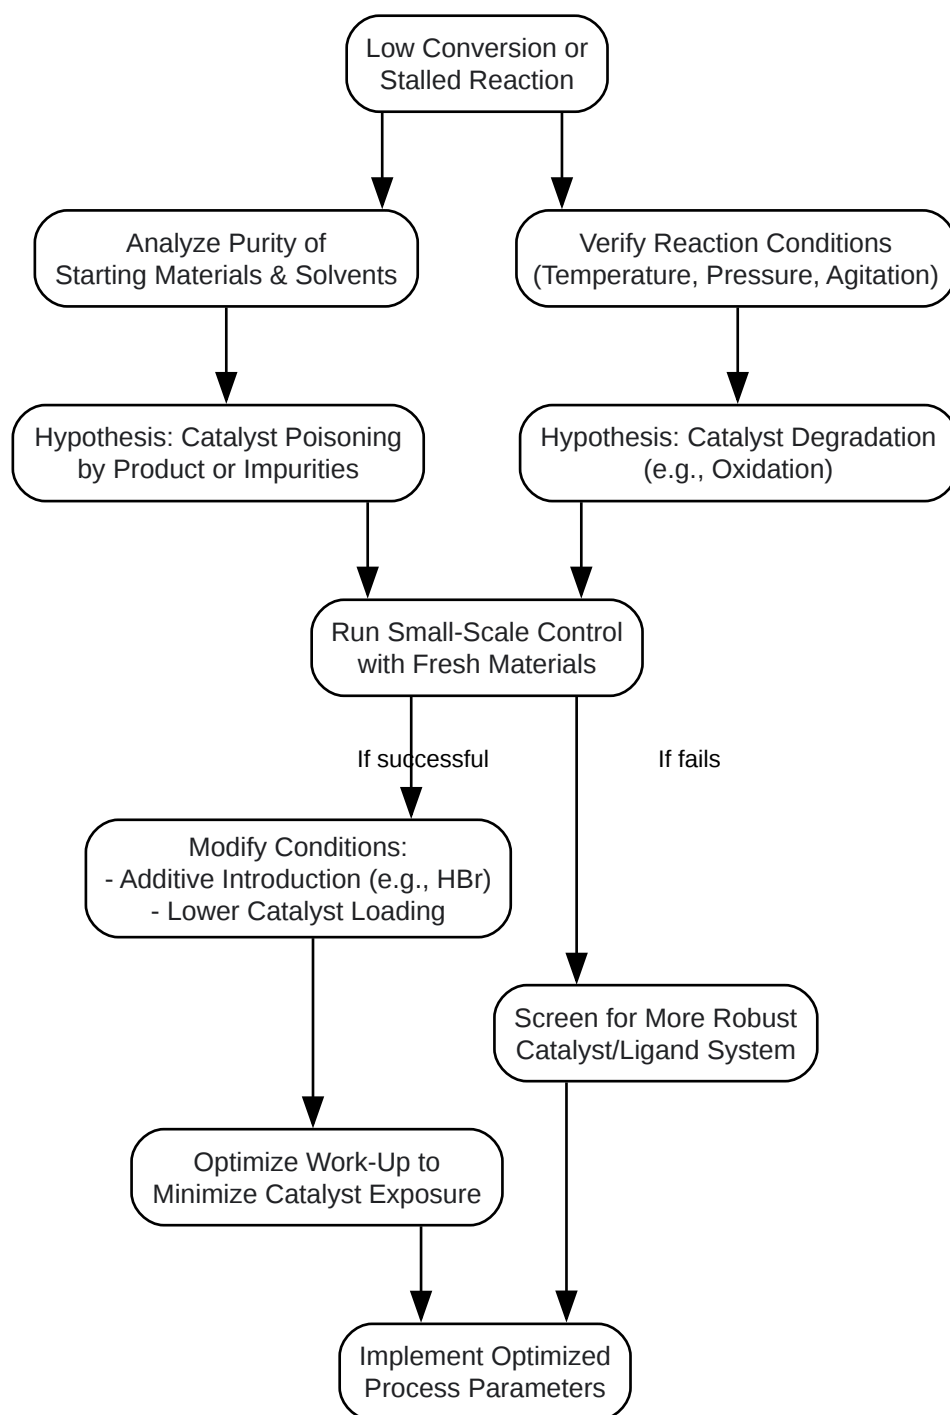 Low Conversion or
Stalled Reaction
Analyze Purity of
Starting Materials & Solvents
Verify Reaction Conditions
(Temperature, Pressure, Agitation)
Hypothesis: Catalyst Poisoning
by Product or Impurities
Hypothesis: Catalyst Degradation
(e.g., Oxidation)
Run Small-Scale Control
with Fresh Materials
If successful
If fails
Modify Conditions:
- Additive Introduction (e.g., HBr)
- Lower Catalyst Loading
Screen for More Robust
Catalyst/Ligand System
Optimize Work-Up to
Minimize Catalyst Exposure
Implement Optimized
Process Parameters